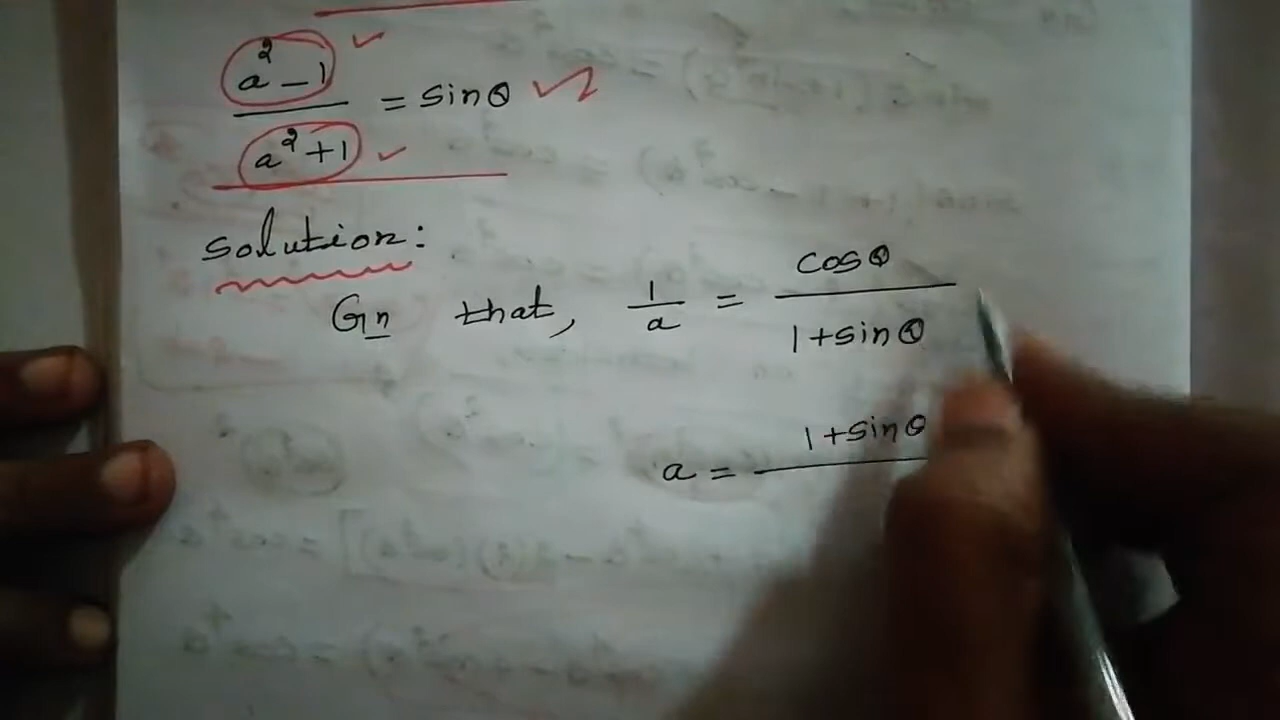 a² - 1 / a² + 1 = sinθ
Solution:
Gn that, 1/a = cosθ / 1+sinθ
a = 1+sinθ /